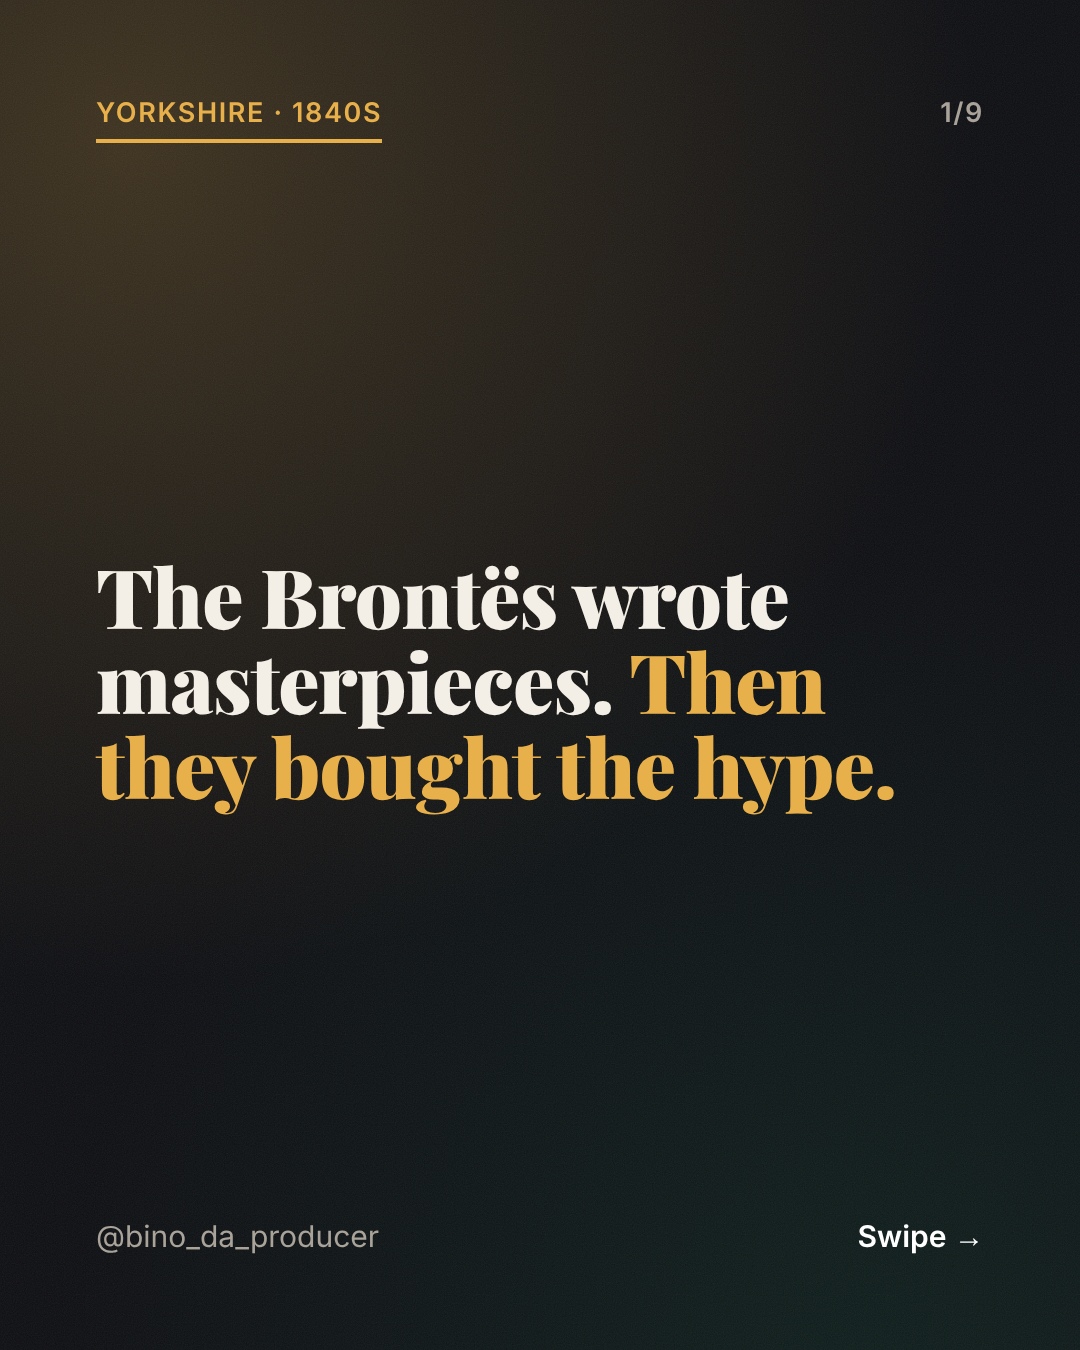 YORKSHIRE · 1840S
1/9
The Brontës wrote
masterpieces. Then
they bought the hype.
@bino_da_producer
Swipe →